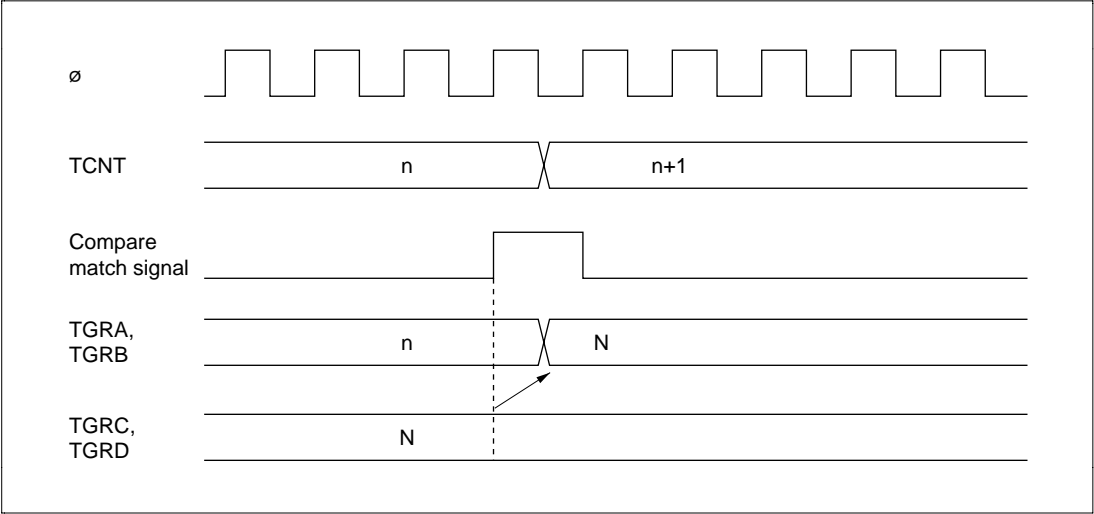 ø
TCNT
n
n+1
Compare
match signal
TGRA,
TGRB
n
N
TGRC,
TGRD
N